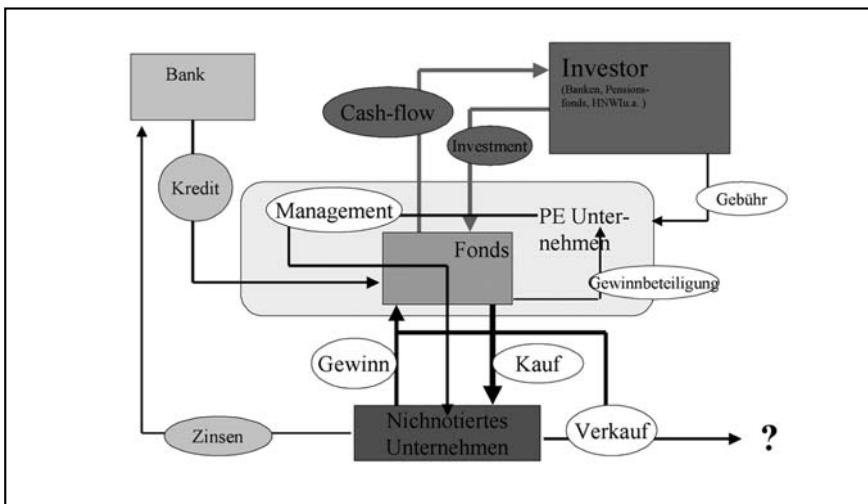 Bank
Investor
(Banken, Pensions-
fonds, HNWIu.a. )
Cash-flow
Investment
Kredit
Gebühr
Management
PE Unter-
nehmen
Fonds
Gewinnbeteiligung
Gewinn
Kauf
Nichnotiertes
Unternehmen
Zinsen
Verkauf
?